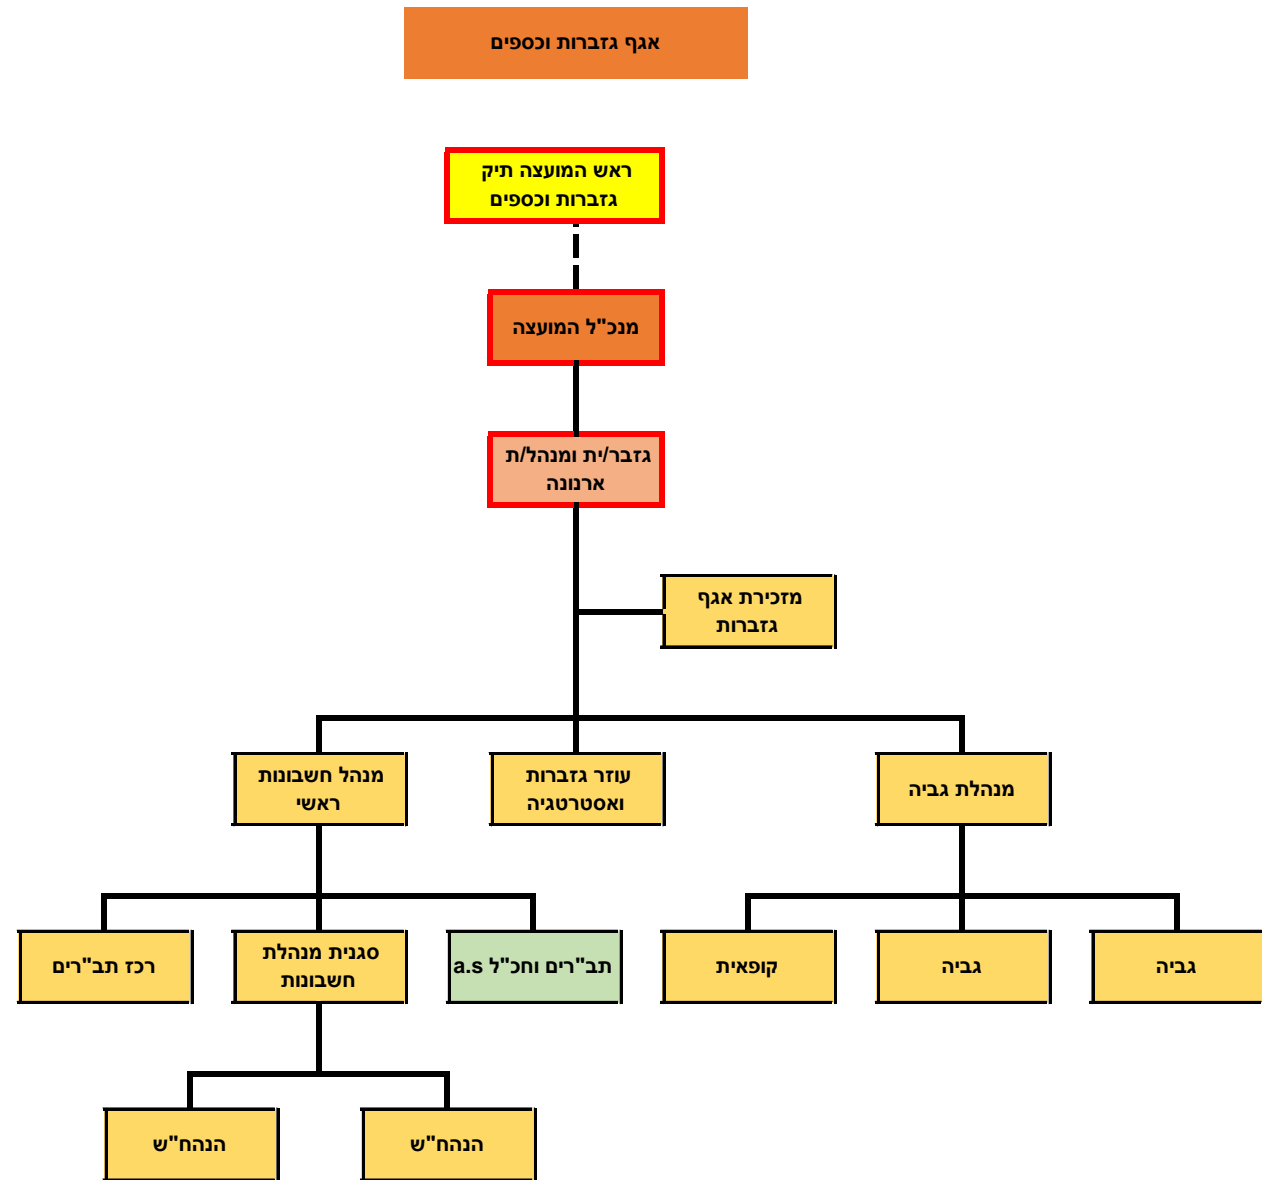 אגף גזברות וכספים
ראש המועצה תיק
גזברות וכספים
מנכ"ל המועצה
גזבר/ית ומנהל/ת
ארנונה
מזכירת אגף
גזברות
מנהלת גביה
עוזר גזברות
ואסטרטגיה
מנהל חשבונות
ראשי
גביה
גביה
קופאית
תב"רים וחכ"ל a.s
סגנית מנהלת
חשבונות
רכז תב"רים
הנהח"ש
הנהח"ש